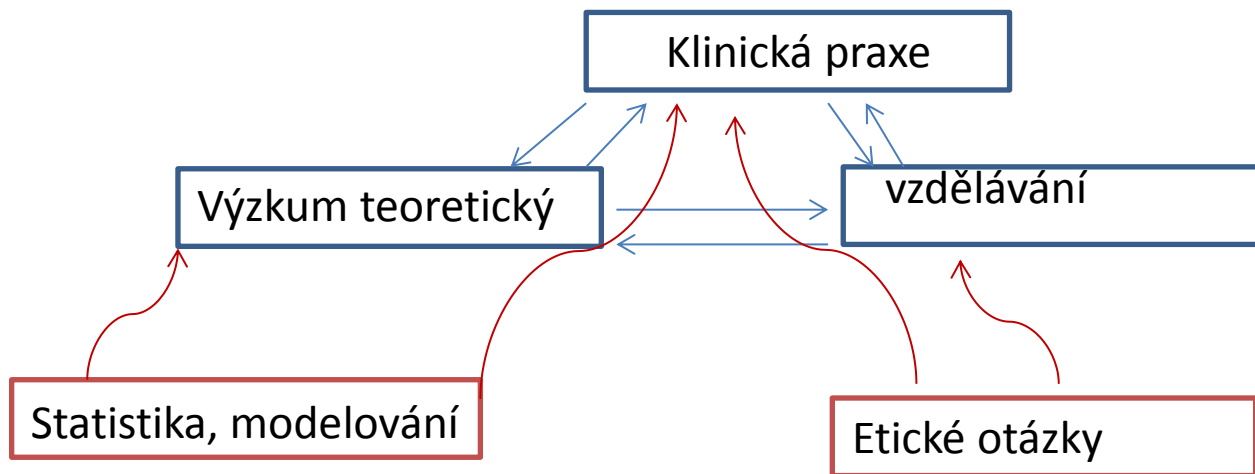 Klinická praxe
Výzkum teoretický
vzdělávání
Statistika, modelování
Etické otázky